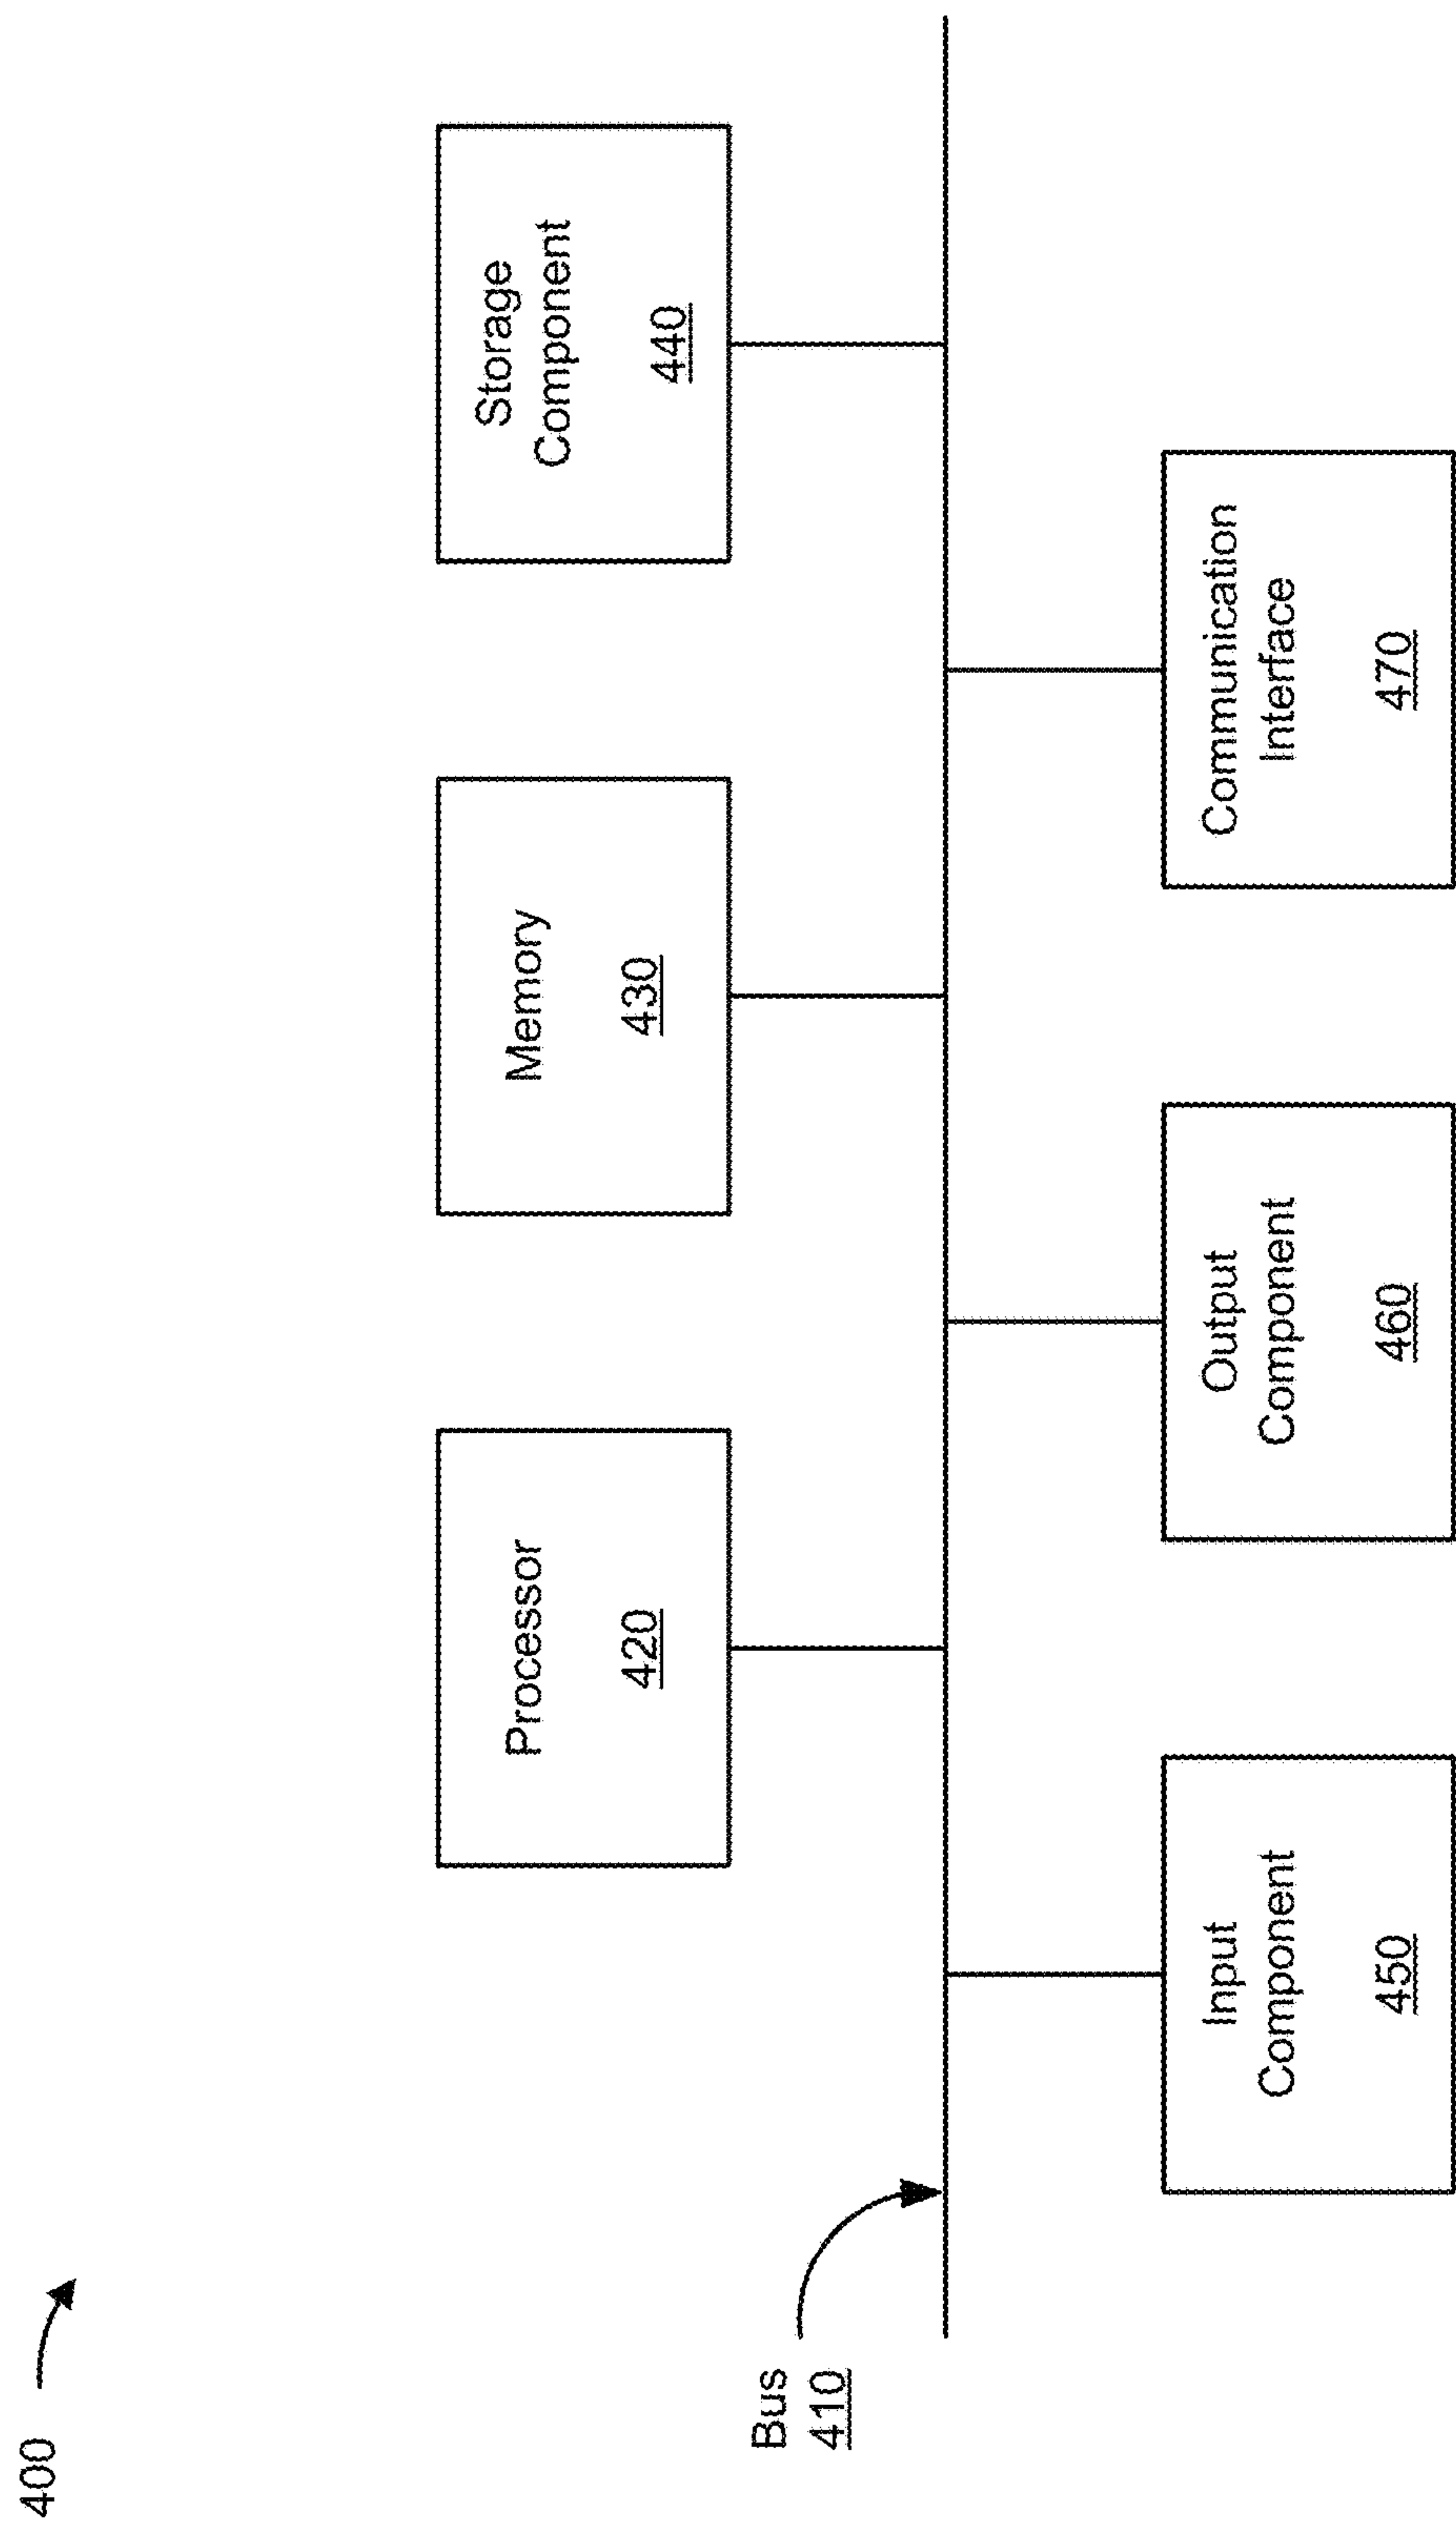 400
Processor
420
Memory
430
Storage
Component
440
Bus
410
Input
Component
450
Output
Component
460
Communication
Interface
470